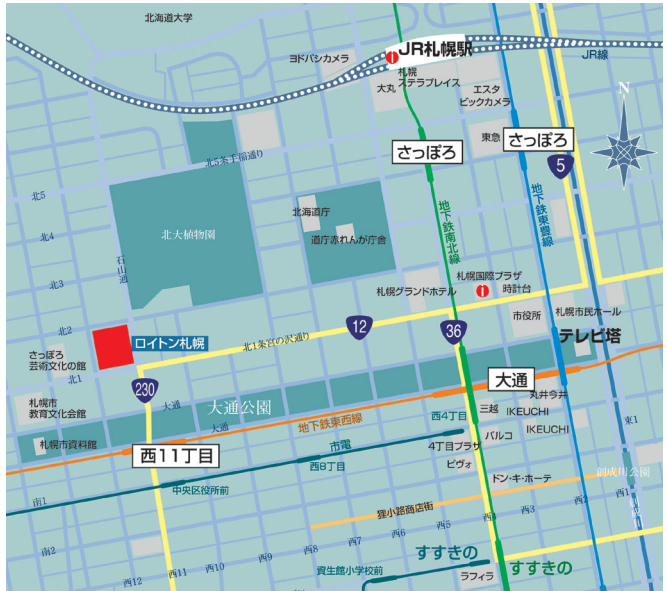 北海道大学
ヨドバシカメラ
JR札幌駅
JR線
札幌
ステラプレイス
大丸
エスタ
ビックカメラ
N
さっぽろ
東急
さっぽろ
5
北5条手稲通り
北5
北4
北3
北2
北1
北大植物園
石山通
北海道庁
道庁赤れんが庁舎
地下鉄南北線
地下鉄東豊線
札幌国際プラザ
時計台
札幌グランドホテル
市役所
札幌市民ホール
テレビ塔
ロイトン札幌
北1条宮の沢通り
12
36
230
さっぽろ
芸術文化の館
札幌市
教育文化会館
札幌市資料館
大通
大通公園
大通
大通
地下鉄東西線
西11丁目
市電
西8丁目
中央区役所前
西4丁目
三越
丸井今井
IKEUCHI
IKEUCHI
パルコ
4丁目プラザ
ピヴォ
ドン・キ・ホーテ
東1
創成川公園
狸小路商店街
南1
南2
西12
西11
西10
西9
西8
西7
西6
西5
西4
西3
西2
西1
資生館小学校前
すすきの
すすきの
ラフィラ